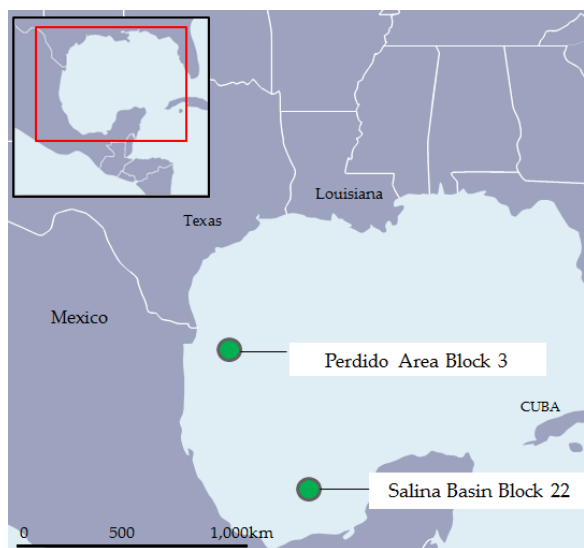 Louisiana
Texas
Mexico
Perdido Area Block 3
CUBA
Salina Basin Block 22
0 500 1,000km